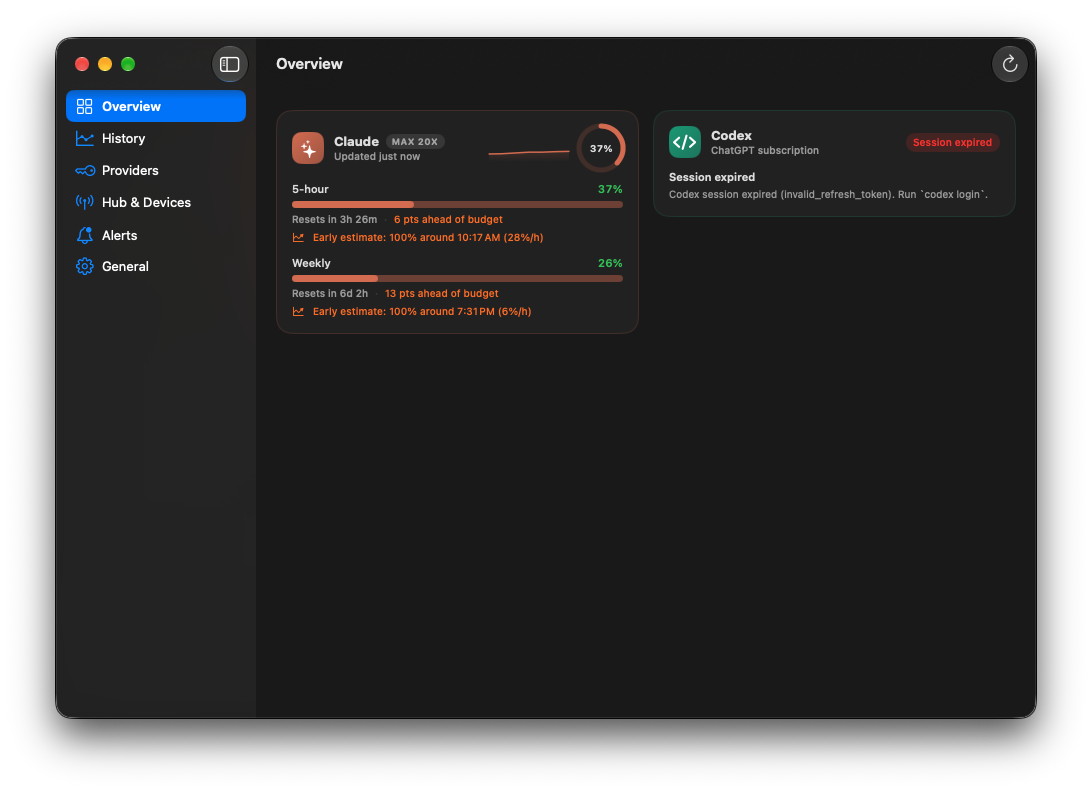 Overview
History
Providers
Hub & Devices
Alerts
General
Overview
Claude MAX 20X
Updated just now
37%
5-hour 37%
Resets in 3h 26m · 6 pts ahead of budget
Early estimate: 100% around 10:17 AM (28%/h)
Weekly 26%
Resets in 6d 2h · 13 pts ahead of budget
Early estimate: 100% around 7:31 PM (6%/h)
Codex
ChatGPT subscription
Session expired
Session expired
Codex session expired (invalid_refresh_token). Run `codex login`.